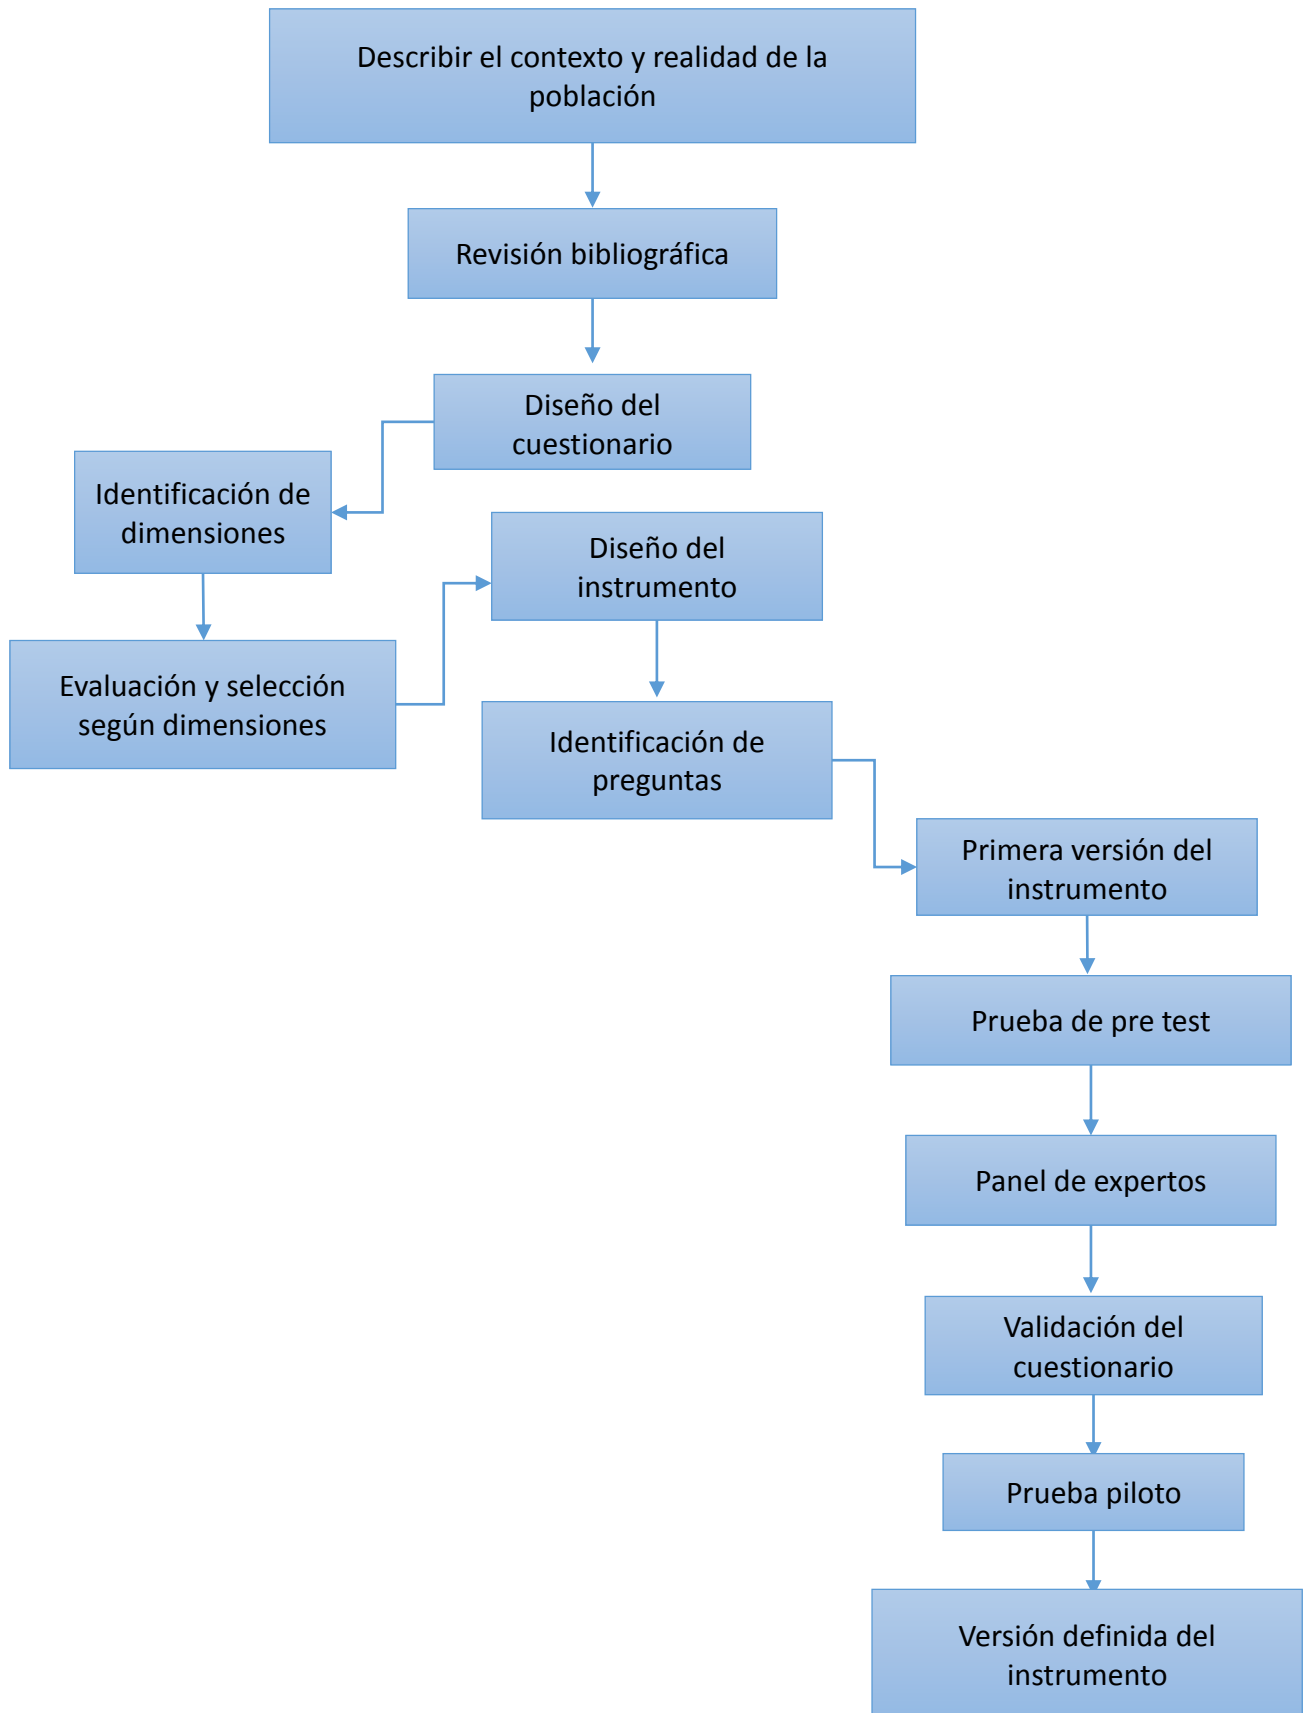 Describir el contexto y realidad de la
población
Revisión bibliográfica
Diseño del
cuestionario
Identificación de
dimensiones
Evaluación y selección
según dimensiones
Diseño del
instrumento
Identificación de
preguntas
Primera versión del
instrumento
Prueba de pre test
Panel de expertos
Validación del
cuestionario
Prueba piloto
Versión definida del
instrumento